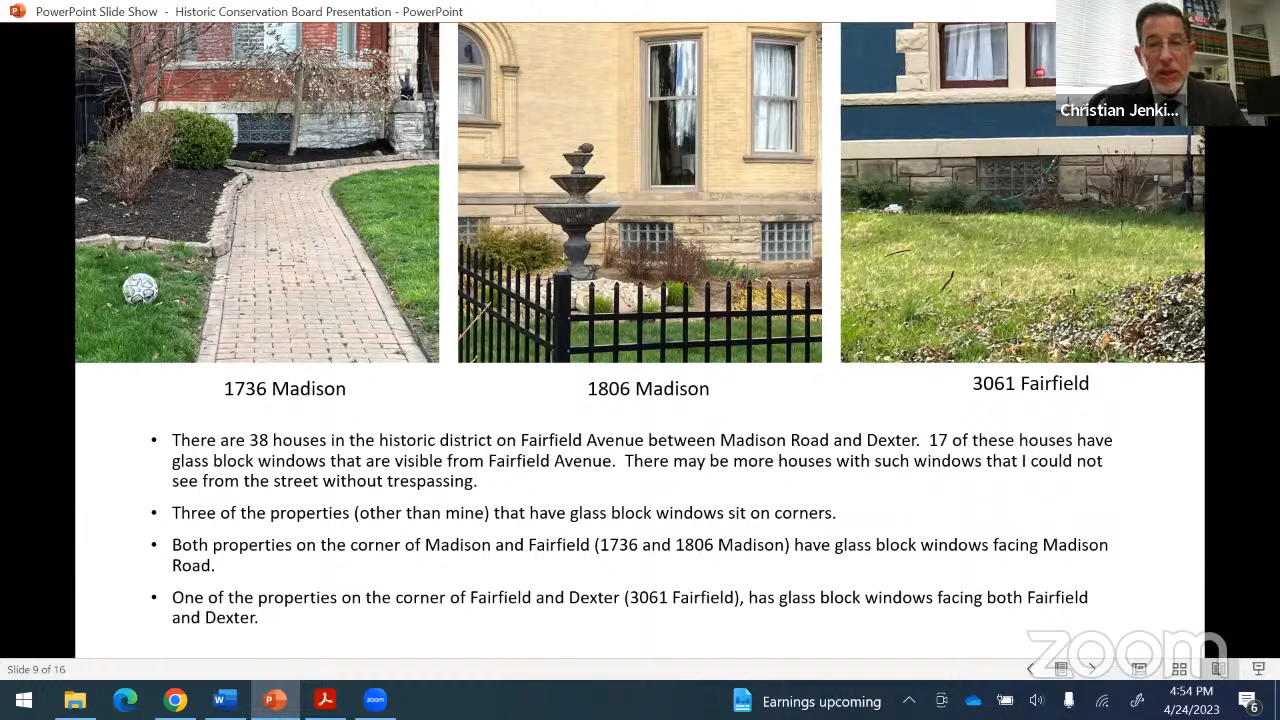 PowerPoint Slide Show - Historic Conservation Board Presentation - PowerPoint
Christian Jenki...
1736 Madison
1806 Madison
3061 Fairfield
• There are 38 houses in the historic district on Fairfield Avenue between Madison Road and Dexter. 17 of these houses have
glass block windows that are visible from Fairfield Avenue. There may be more houses with such windows that I could not
see from the street without trespassing.
• Three of the properties (other than mine) that have glass block windows sit on corners.
• Both properties on the corner of Madison and Fairfield (1736 and 1806 Madison) have glass block windows facing Madison
Road.
• One of the properties on the corner of Fairfield and Dexter (3061 Fairfield), has glass block windows facing both Fairfield
and Dexter.
zoom
Slide 9 of 16
W
P
zoom
Earnings upcoming
4:54 PM
4/24/2023
6